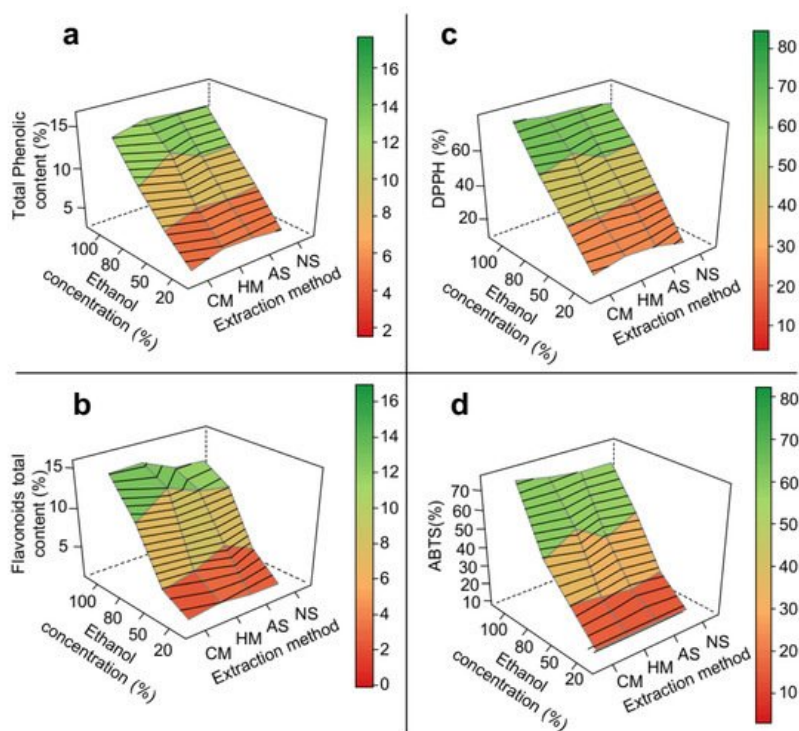 a
Total Phenolic
content (%)
15
10
5
100
80
50
20
Ethanol
concentration (%)
CM
HM
AS
NS
Extraction method
16
14
12
10
8
6
4
2
c
DPPH (%)
60
40
20
100
80
50
20
Ethanol
concentration (%)
CM
HM
AS
NS
Extraction method
80
70
60
50
40
30
20
10
b
Flavonoids total
content (%)
15
10
5
100
80
50
20
Ethanol
concentration (%)
CM
HM
AS
NS
Extraction method
16
14
12
10
8
6
4
2
0
d
ABTS(%)
70
60
50
40
30
20
10
100
80
50
20
Ethanol
concentration (%)
CM
HM
AS
NS
Extraction method
80
70
60
50
40
30
20
10